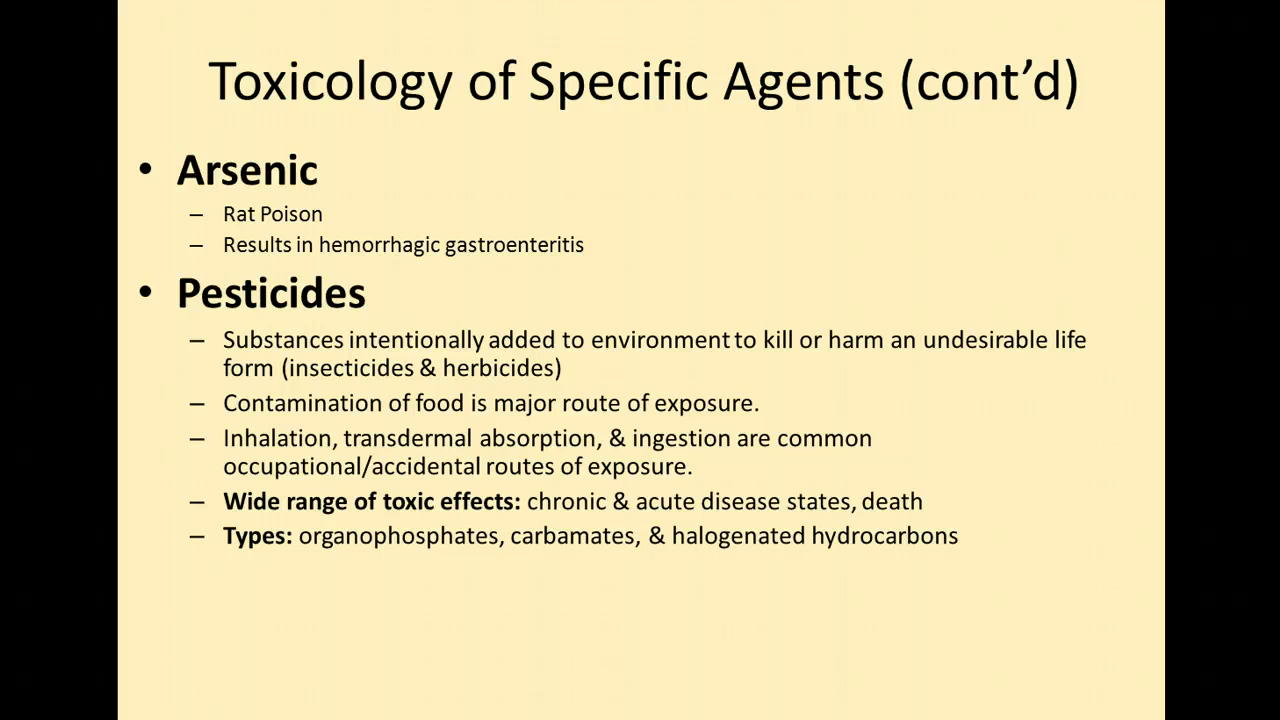 Toxicology of Specific Agents (cont’d)
• Arsenic
– Rat Poison
– Results in hemorrhagic gastroenteritis
• Pesticides
– Substances intentionally added to environment to kill or harm an undesirable life
form (insecticides & herbicides)
– Contamination of food is major route of exposure.
– Inhalation, transdermal absorption, & ingestion are common
occupational/accidental routes of exposure.
– Wide range of toxic effects: chronic & acute disease states, death
– Types: organophosphates, carbamates, & halogenated hydrocarbons